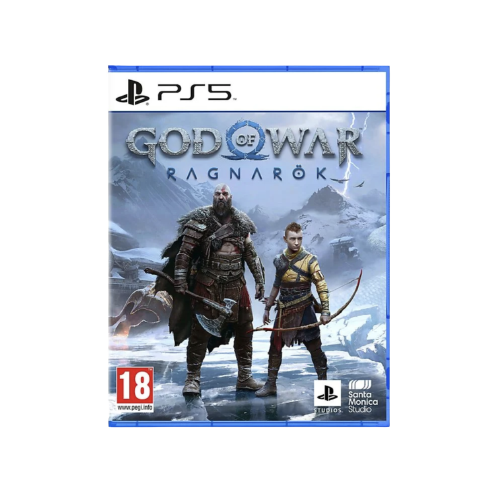 PS5
GOD OF WAR
RAGNARÖK
18
www.pegi.info
STUDIOS
Santa
Monica
Studio